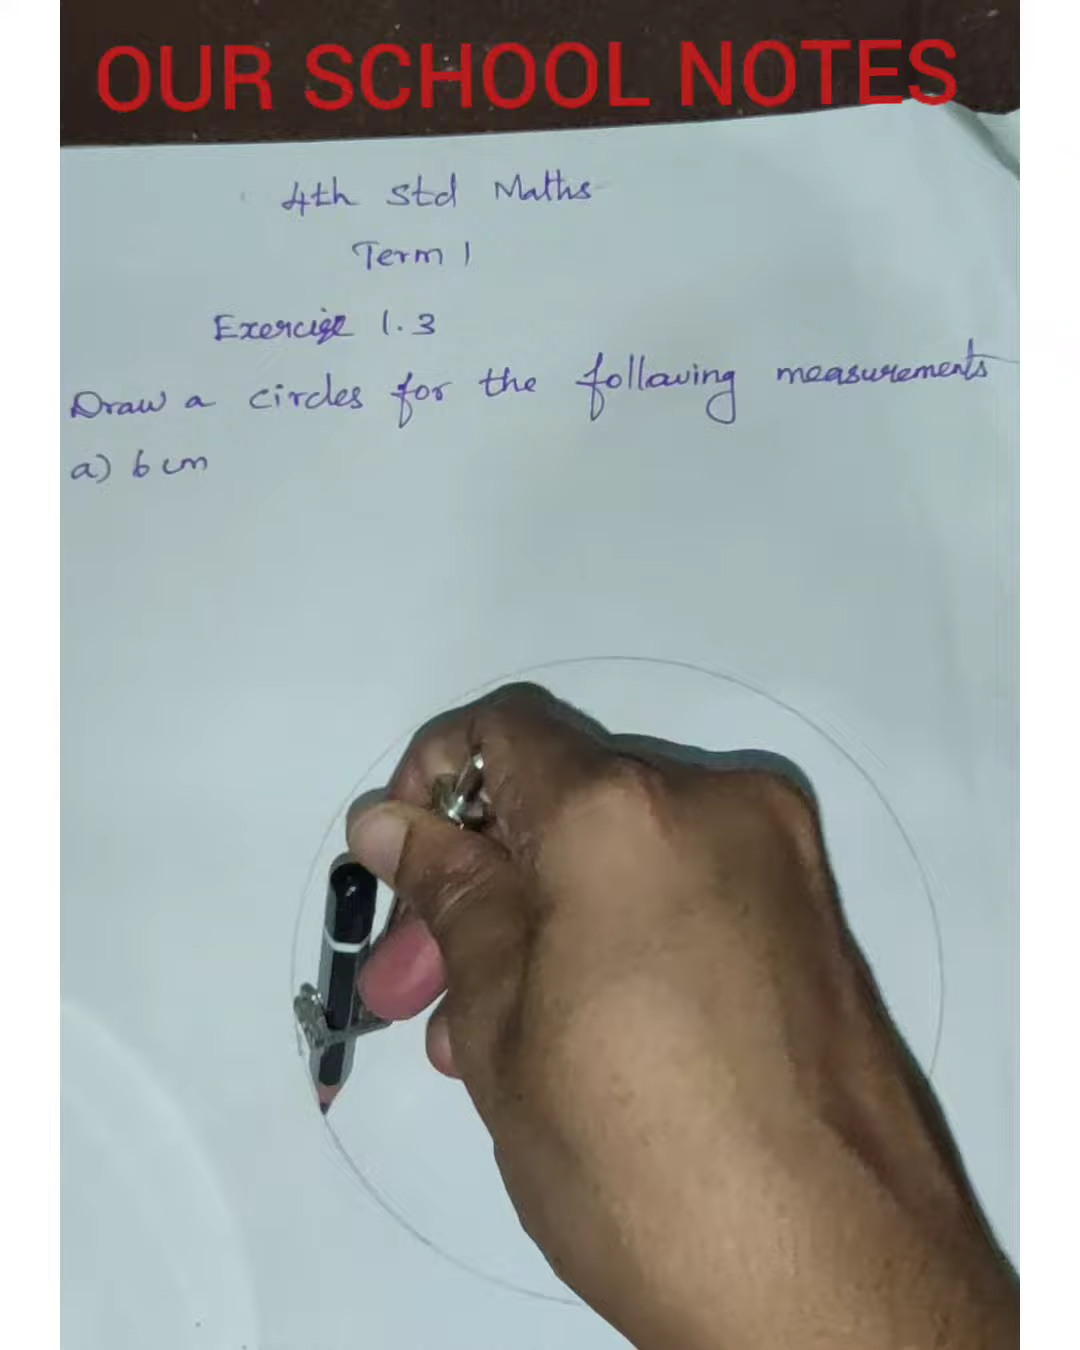 OUR SCHOOL NOTES
4th Std Maths
Term 1
Exercise 1.3
Draw a circles for the following measurements
a) 6 cm